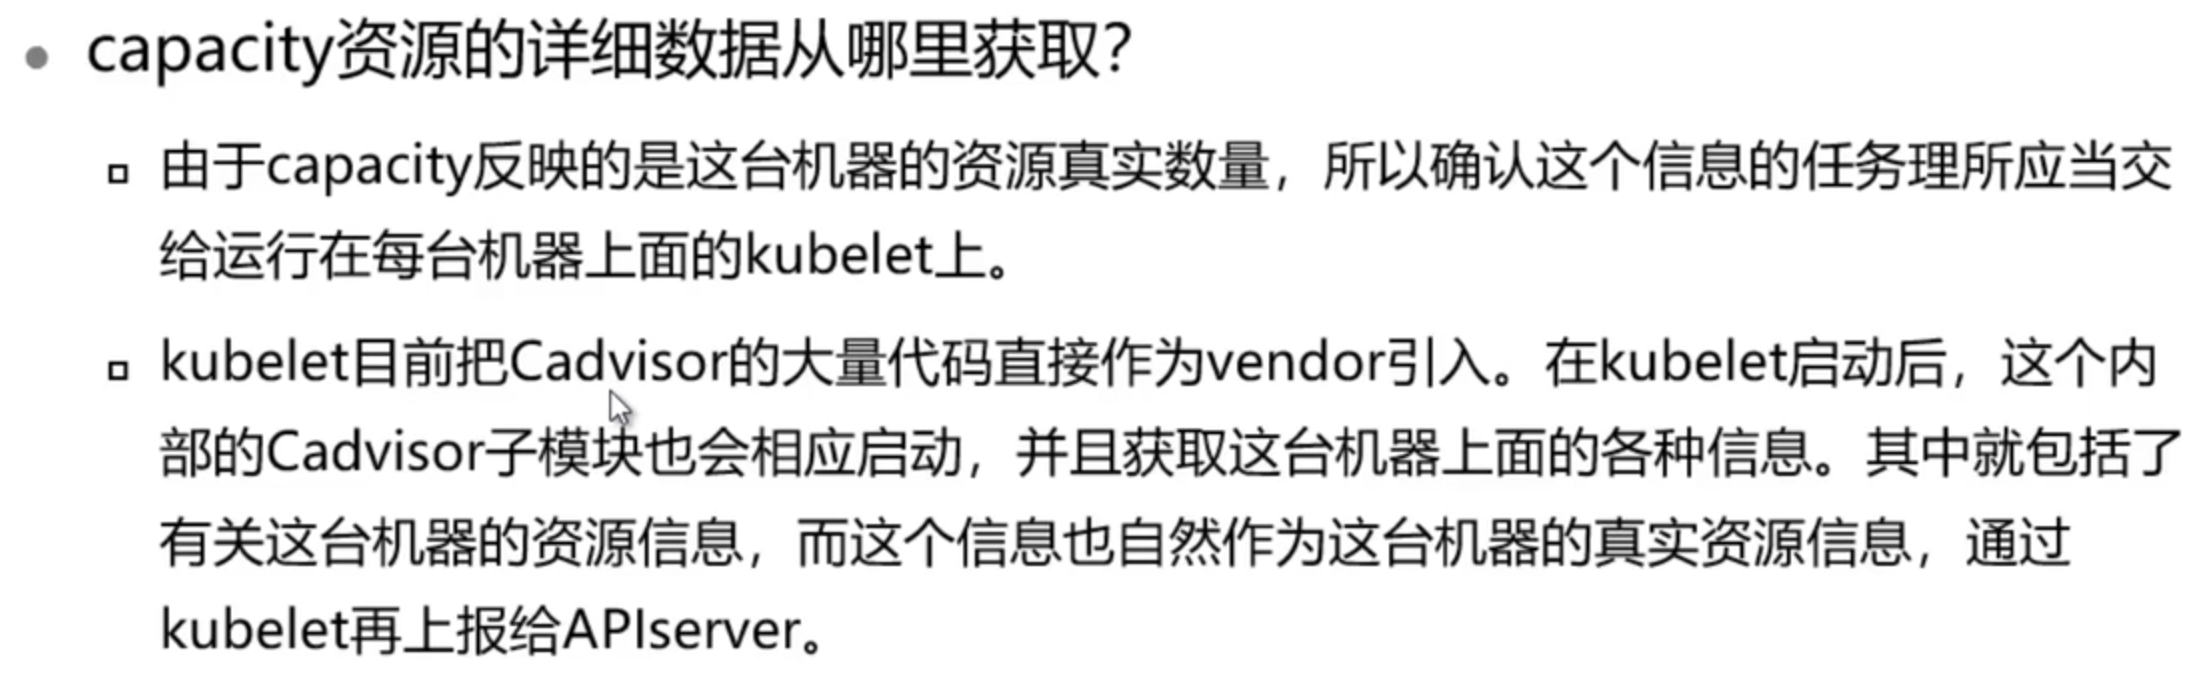 capacity资源的详细数据从哪里获取？
由于capacity反映的是这台机器的资源真实数量，所以确认这个信息的任务理所应当交
给运行在每台机器上面的kubelet上。
kubelet目前把Cadvisor的大量代码直接作为vendor引入。在kubelet启动后，这个内
部的Cadvisor子模块也会相应启动，并且获取这台机器上面的各种信息。其中就包括了
有关这台机器的资源信息，而这个信息也自然作为这台机器的真实资源信息，通过
kubelet再上报给APIserver。